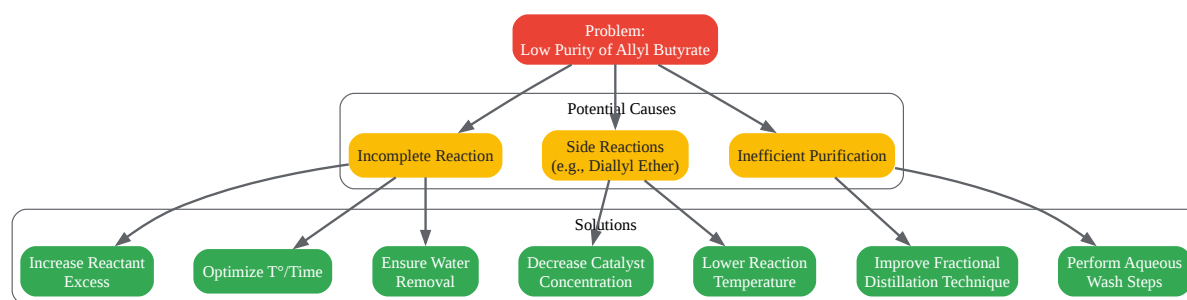 Problem:
Low Purity of Allyl Butyrate
Potential Causes
Incomplete Reaction
Side Reactions
(e.g., Diallyl Ether)
Inefficient Purification
Solutions
Increase Reactant
Excess
Optimize T°/Time
Ensure Water
Removal
Decrease Catalyst
Concentration
Lower Reaction
Temperature
Improve Fractional
Distillation Technique
Perform Aqueous
Wash Steps